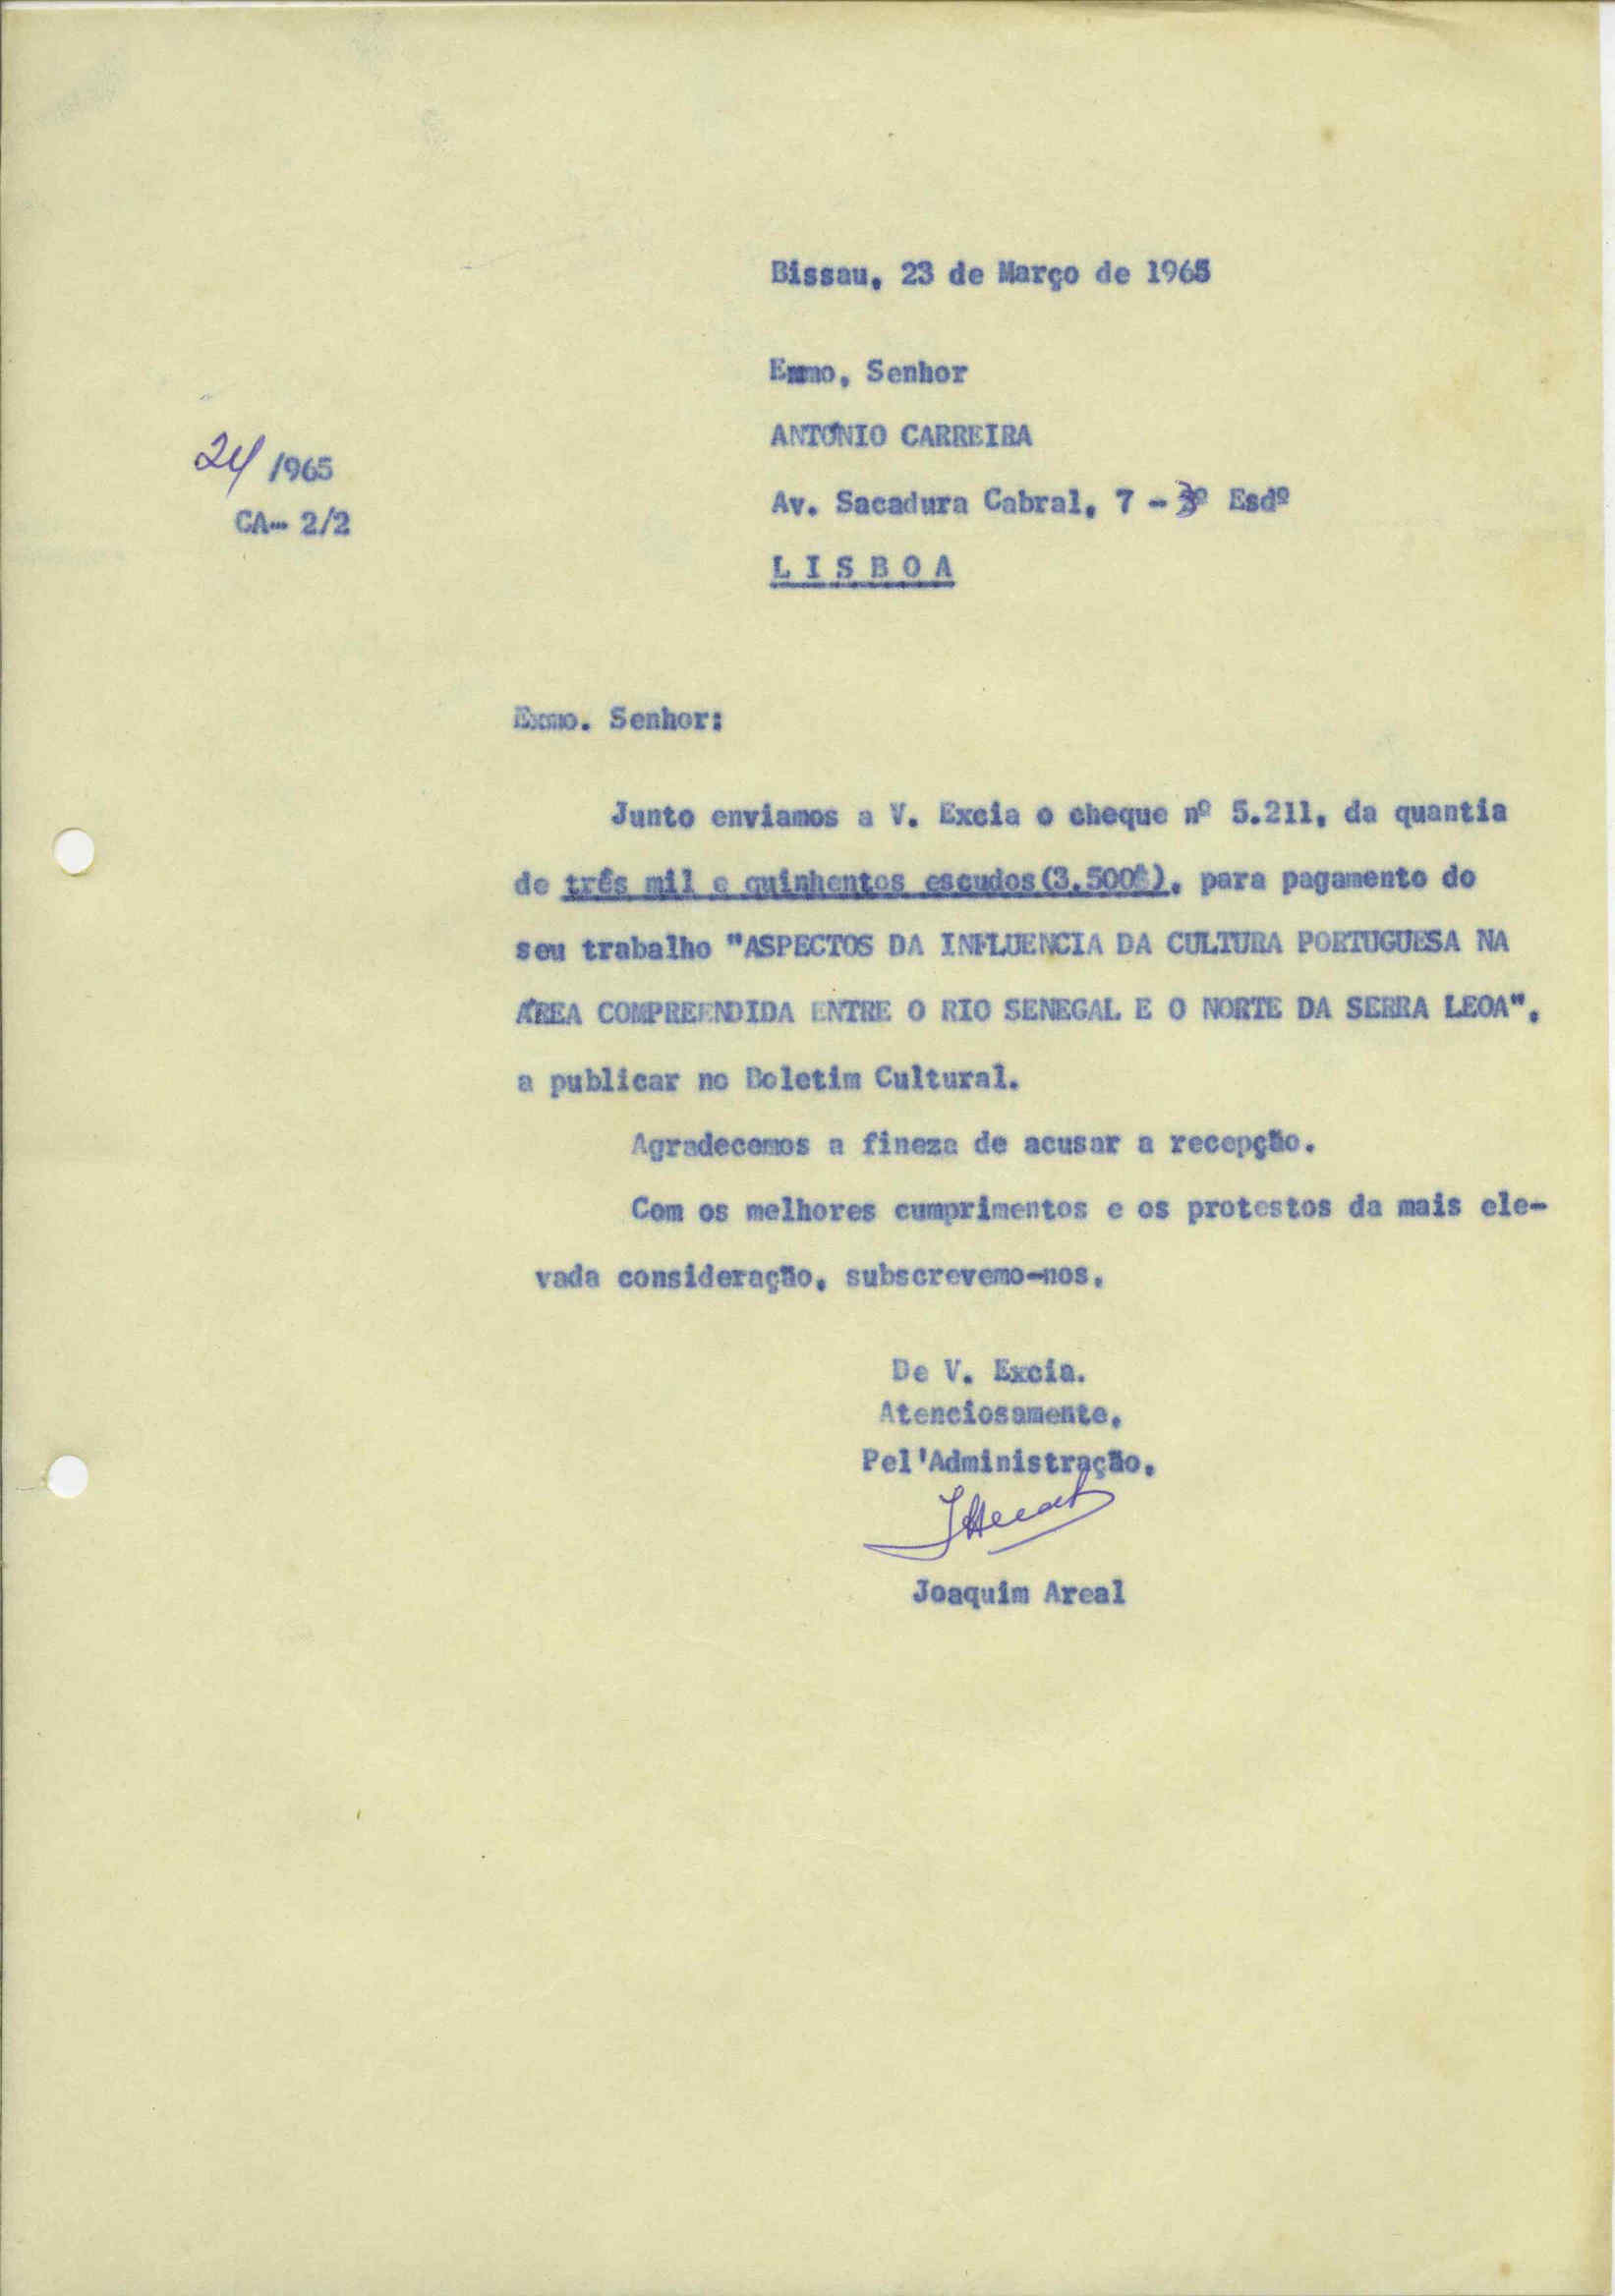 Bissau, 23 de Março de 1965
Exmo, Senhor
ANTÓNIO CARREIRA
24/965
Av. Sacadura Cabral, 7 - 3º Esdº
CA- 2/2
LISBOA
Exmo. Senhor:
Junto enviamos a V. Excia o cheque nº 5.211, da quantia
de três mil e quinhentos escudos(3.500$), para pagamento do
seu trabalho "ASPECTOS DA INFLUENCIA DA CULTURA PORTUGUESA NA
ÁREA COMPREENDIDA ENTRE O RIO SENEGAL E O NORTE DA SERRA LEOA",
a publicar no Boletim Cultural.
Agradecemos a fineza de acusar a recepção.
Com os melhores cumprimentos e os protestos da mais ele-
vada consideração, subscrevemo-nos,
De V. Excia.
Atenciosamente,
Pel'Administração,
Joaquim Areal